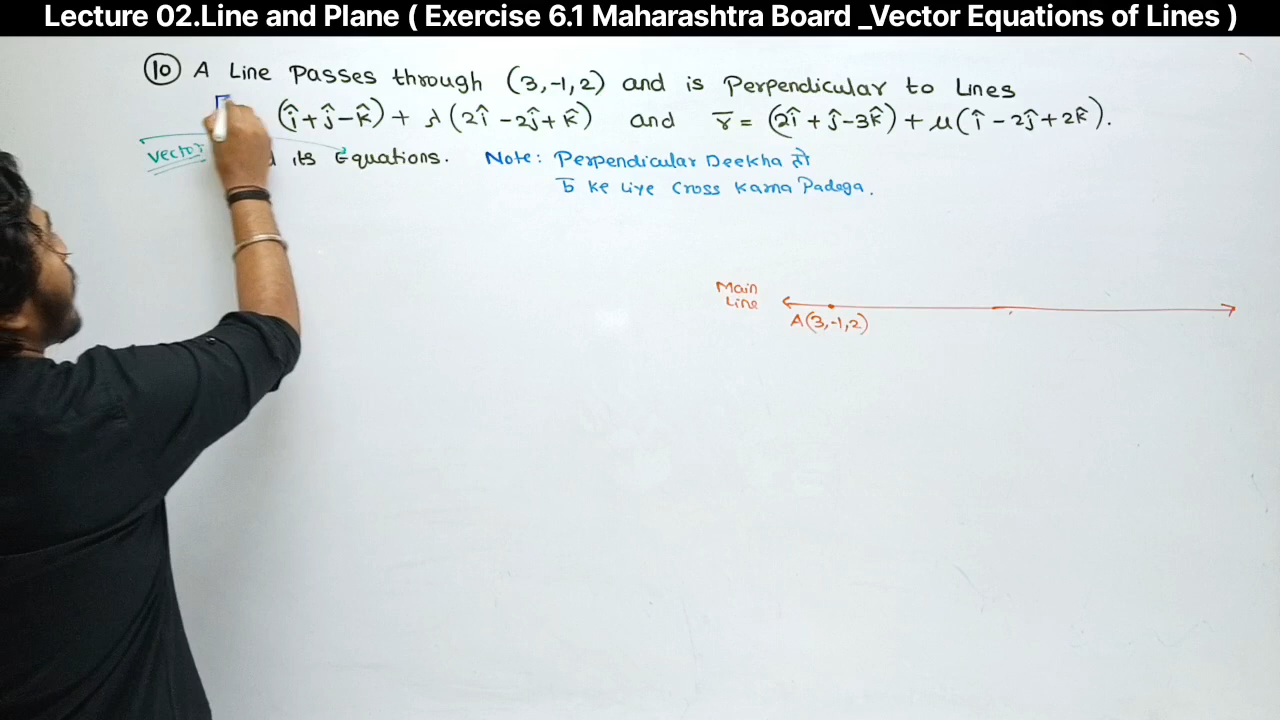 Lecture 02.Line and Plane ( Exercise 6.1 Maharashtra Board _Vector Equations of Lines )
(10) A Line Passes through (3,-1,2) and is Perpendicular to Lines
(î+ĵ-k̂) + λ(2î -2ĵ+k̂) and r̅ = (2î +ĵ-3k̂) + μ(î -2ĵ+2k̂).
vector its Equations. Note: Perpendicular Deekha तो
b̅ ke Liye Cross Karna Padega.
Main
Line
A(3,-1,2)